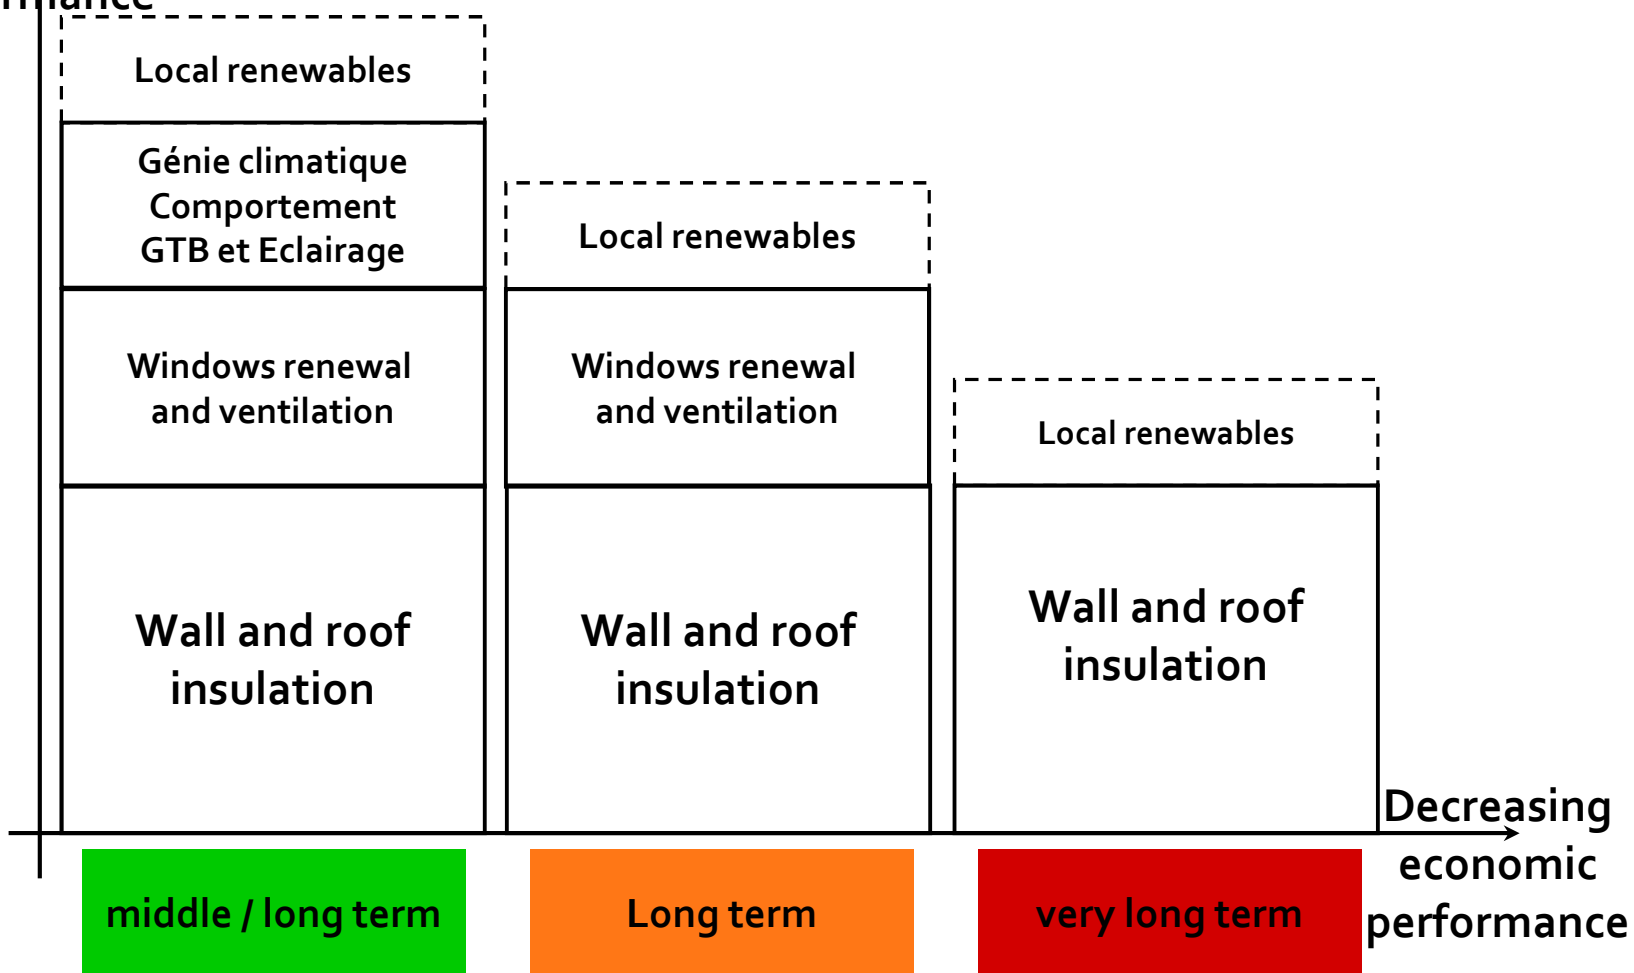 Local renewables
Génie climatique
Comportement
GTB et Eclairage
Windows renewal
and ventilation
Wall and roof
insulation
middle / long term
Local renewables
Windows renewal
and ventilation
Wall and roof
insulation
Long term
Local renewables
Wall and roof
insulation
very long term
Decreasing
economic
performance